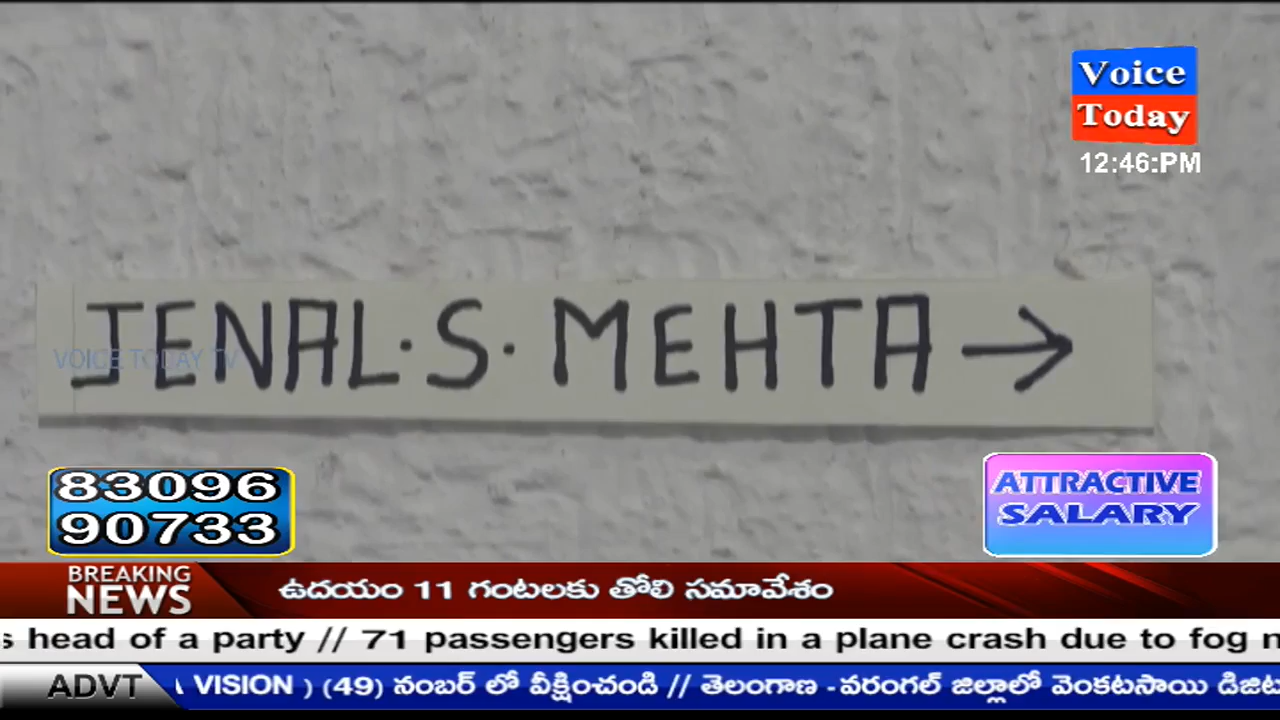 Voice
Today
12:46:PM
JENAL·S·MEHTA →
VOICE TODAY TV
83096
90733
ATTRACTIVE
SALARY
BREAKING
NEWS
ఉదయం 11 గంటలకు తోలి సమావేశం
s head of a party // 71 passengers killed in a plane crash due to fog n
ADVT
VISION ) (49) నంబర్ లో వీక్షించండి // తెలంగాణ - వరంగల్ జిల్లాలో వెంకటసాయి డిజిట